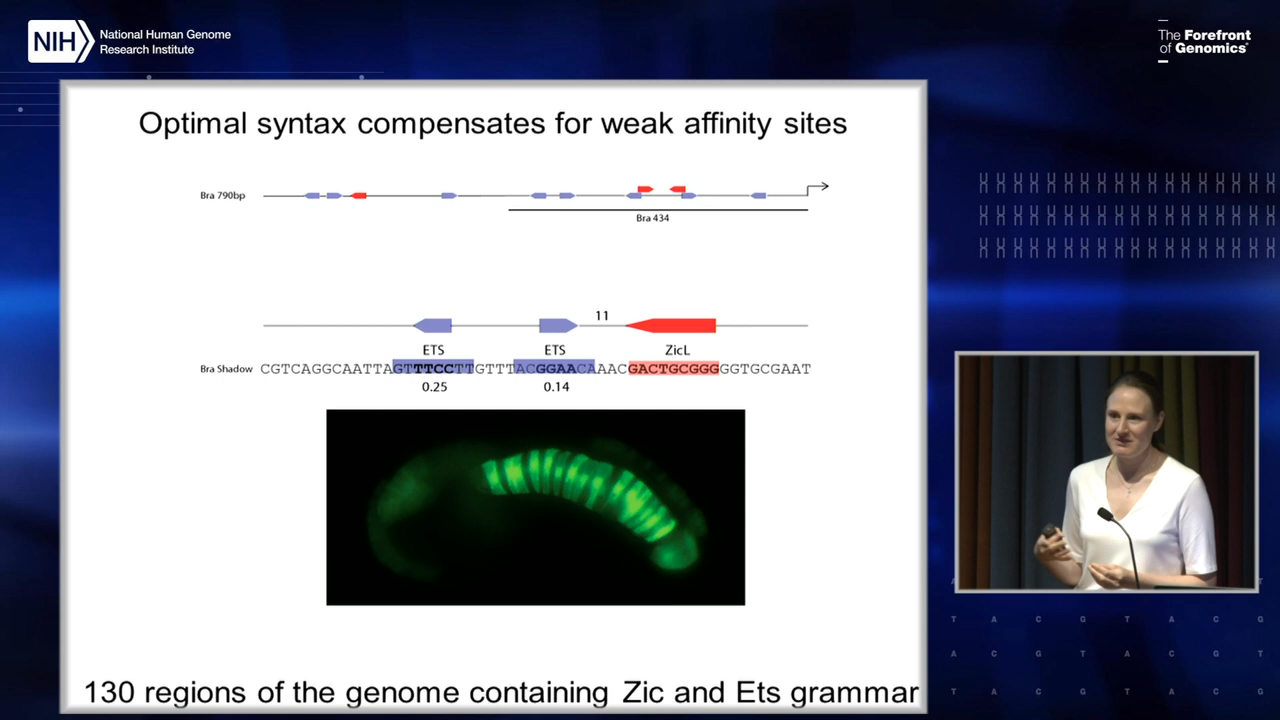 NIH National Human Genome
Research Institute
The Forefront
of Genomics®
Optimal syntax compensates for weak affinity sites
Bra 790bp
Bra 434
11
ETS ETS ZicL
Bra Shadow CGTCAGGCAATTAGTTTCCTTGTTTACGGAACAAACGACTGCGGGGGTGCGAAT
0.25 0.14
130 regions of the genome containing Zic and Ets grammar
T A C G T A C G
A C G T A C G T
T A C G T A C G